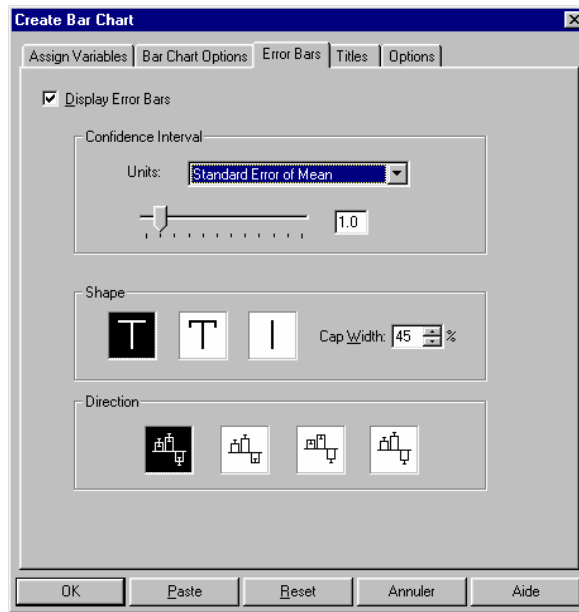 Create Bar Chart
Assign Variables Bar Chart Options Error Bars Titles Options
Display Error Bars
Confidence Interval
Units: Standard Error of Mean
1.0
Shape
Cap Width: 45 %
Direction
OK Paste Reset Annuler Aide